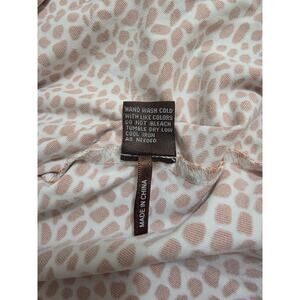 HAND WASH COLD
WITH LIKE COLORS
DO NOT BLEACH
TUMBLE DRY LOW
COOL IRON
AS NEEDED
MADE IN CHINA